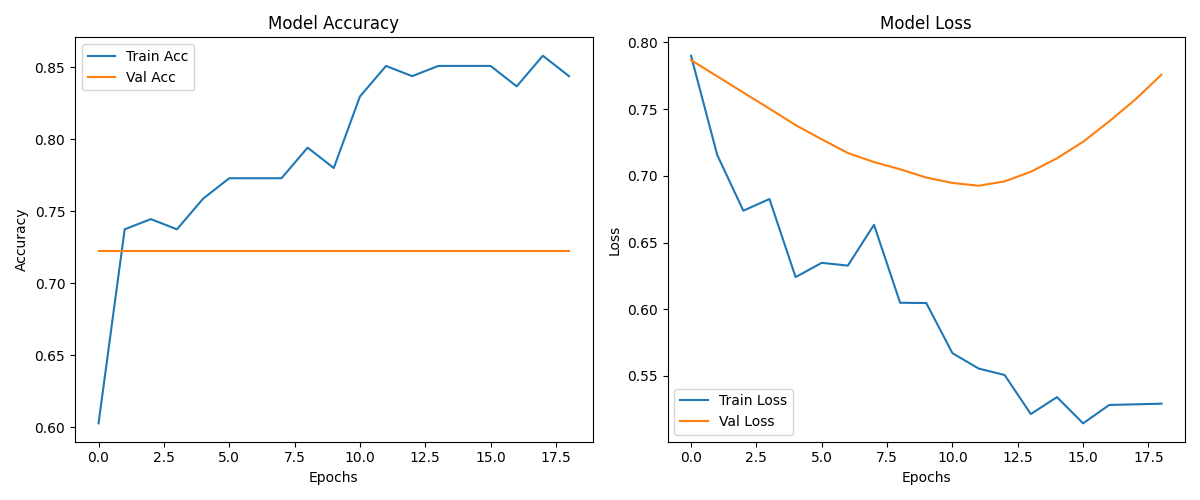 Model Accuracy
Train Acc
Val Acc
0.85
0.80
0.75
0.70
0.65
0.60
Accuracy
0.0 2.5 5.0 7.5 10.0 12.5 15.0 17.5
Epochs
Model Loss
0.80
0.75
0.70
0.65
0.60
0.55
Loss
Train Loss
Val Loss
0.0 2.5 5.0 7.5 10.0 12.5 15.0 17.5
Epochs